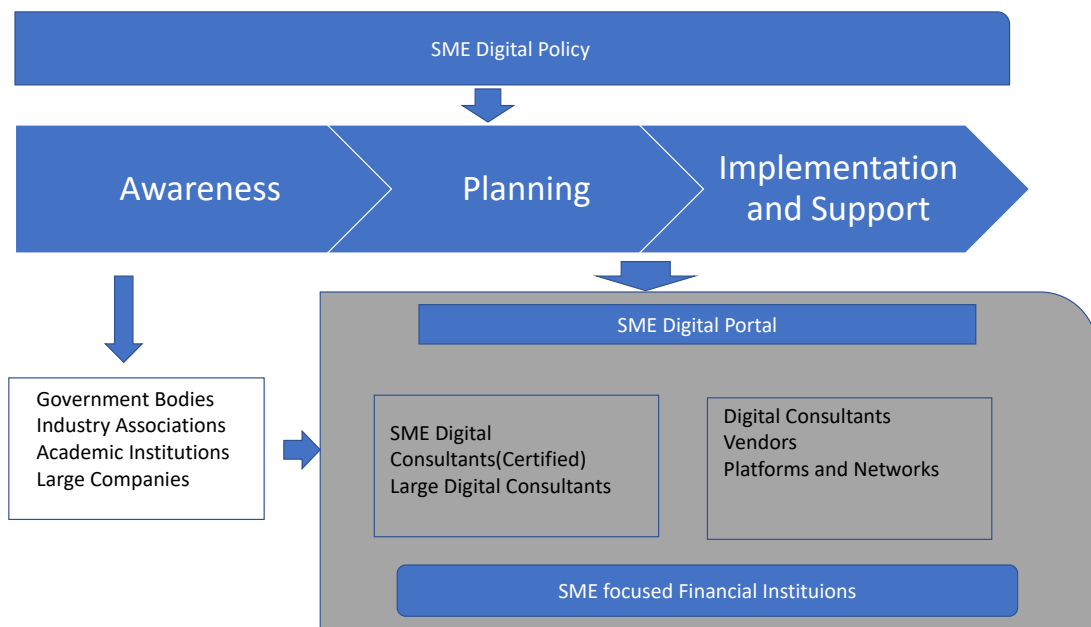 SME Digital Policy
Awareness
Planning
Implementation
and Support
SME Digital Portal
Government Bodies
Industry Associations
Academic Institutions
Large Companies
SME Digital
Consultants(Certified)
Large Digital Consultants
Digital Consultants
Vendors
Platforms and Networks
SME focused Financial Instituions